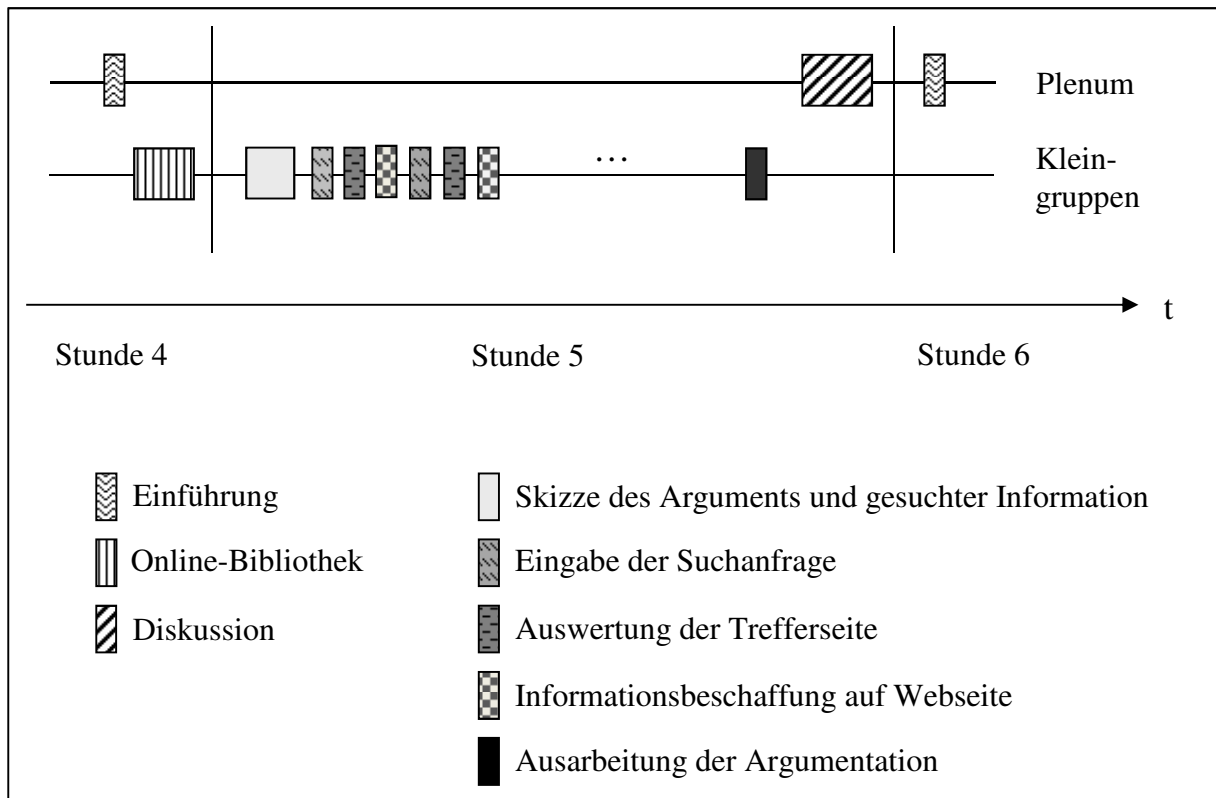 Plenum
…
Klein-
gruppen
t
Stunde 4
Stunde 5
Stunde 6
Einführung
Online-Bibliothek
Diskussion
Skizze des Arguments und gesuchter Information
Eingabe der Suchanfrage
Auswertung der Trefferseite
Informationsbeschaffung auf Webseite
Ausarbeitung der Argumentation